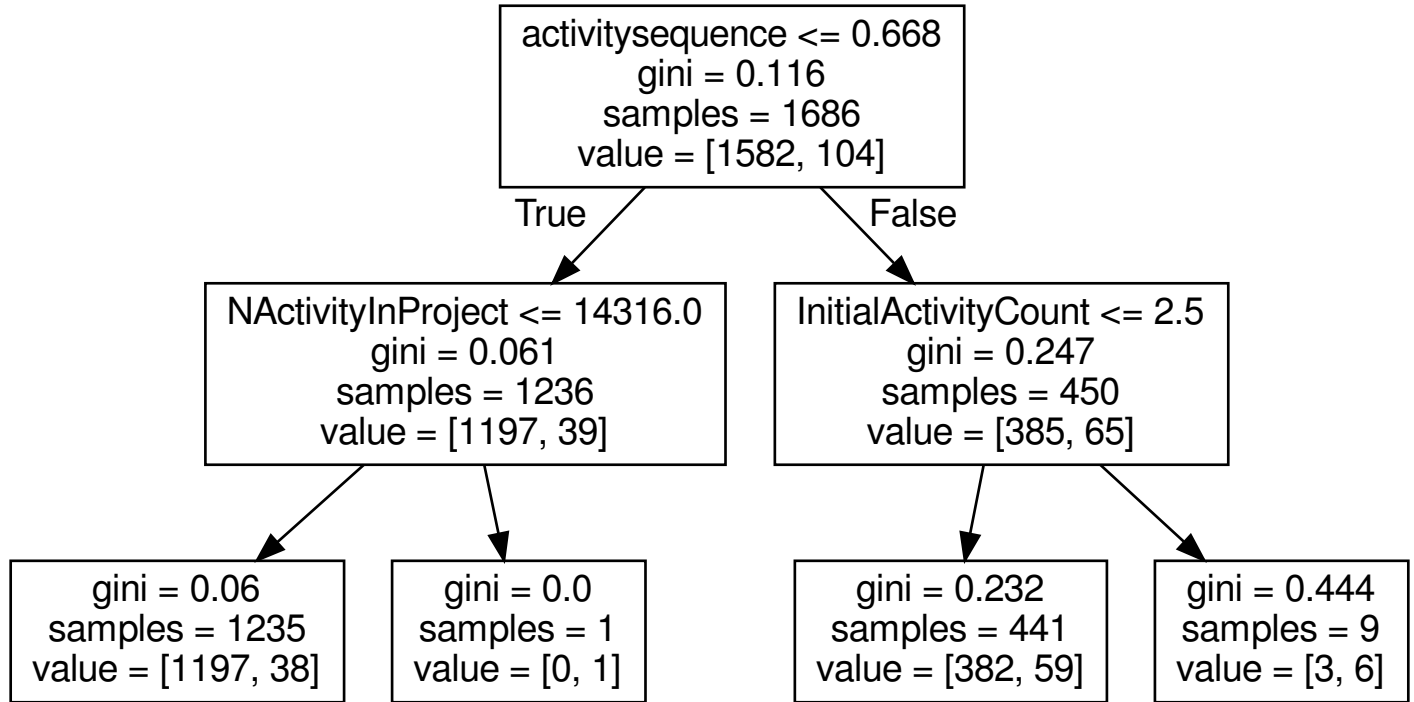 activitysequence <= 0.668
gini = 0.116
samples = 1686
value = [1582, 104]
True
False
NActivityInProject <= 14316.0
gini = 0.061
samples = 1236
value = [1197, 39]
InitialActivityCount <= 2.5
gini = 0.247
samples = 450
value = [385, 65]
gini = 0.06
samples = 1235
value = [1197, 38]
gini = 0.0
samples = 1
value = [0, 1]
gini = 0.232
samples = 441
value = [382, 59]
gini = 0.444
samples = 9
value = [3, 6]